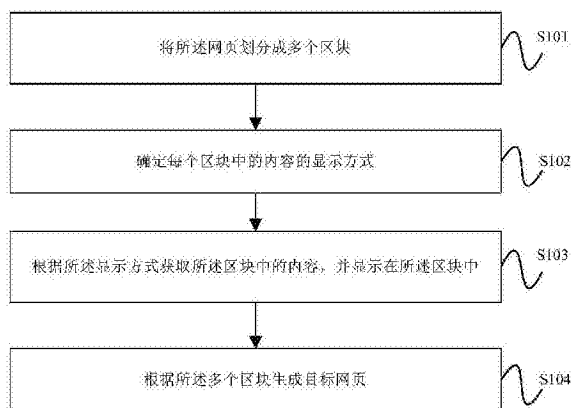 将所述网页划分成多个区块
S101
确定每个区块中的内容的显示方式
S102
根据所述显示方式获取所述区块中的内容，并显示在所述区块中
S103
根据所述多个区块生成目标网页
S104